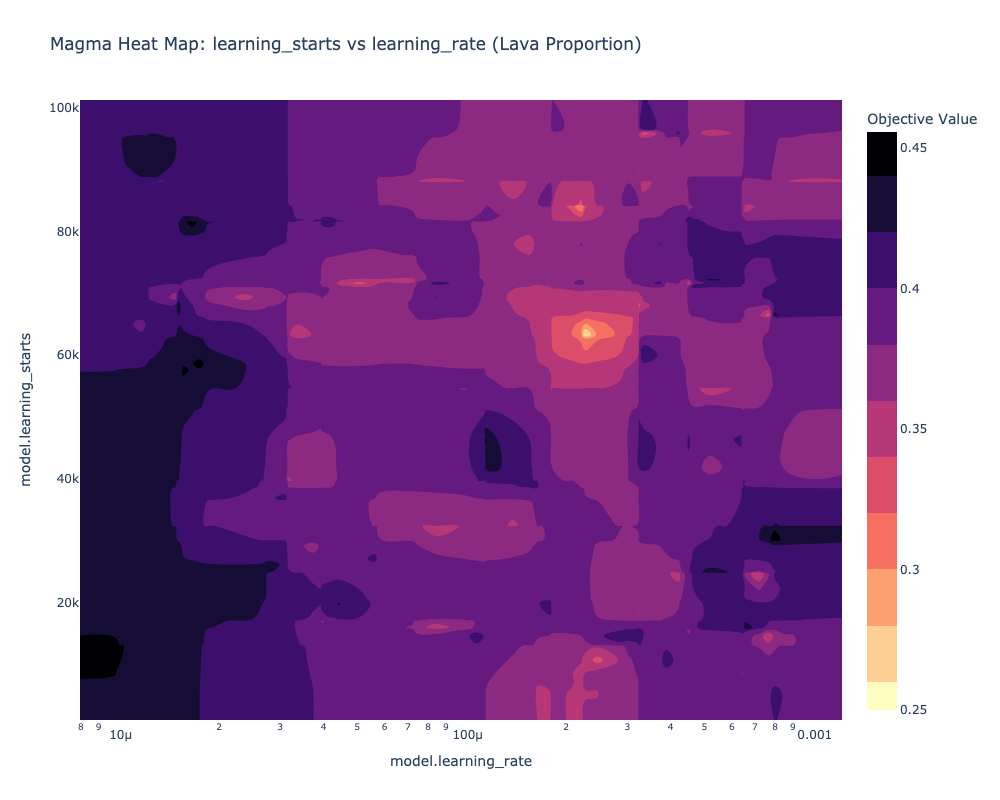 Magma Heat Map: learning_starts vs learning_rate (Lava Proportion)
Objective Value
0.45
0.4
0.35
0.3
0.25
100k
80k
60k
40k
20k
model.learning_starts
8 9 2 3 4 5 6 7 8 9 2 3 4 5 6 7 8 9
10μ 100μ 0.001
model.learning_rate